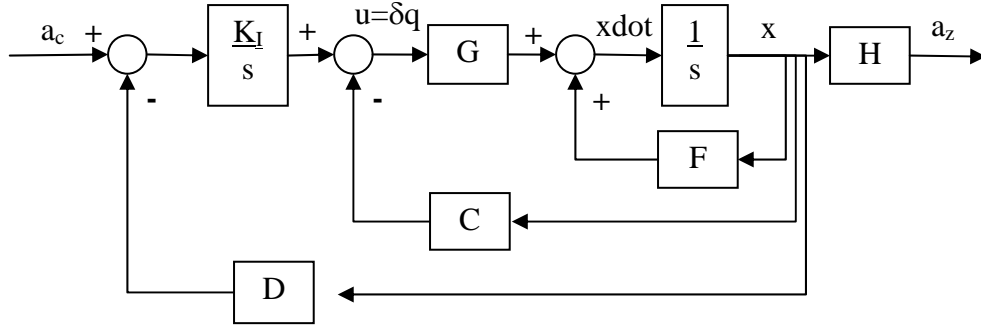 a_c + K_I + u=δq G + xdot 1 x H a_z
s s
- - +
F
C
D